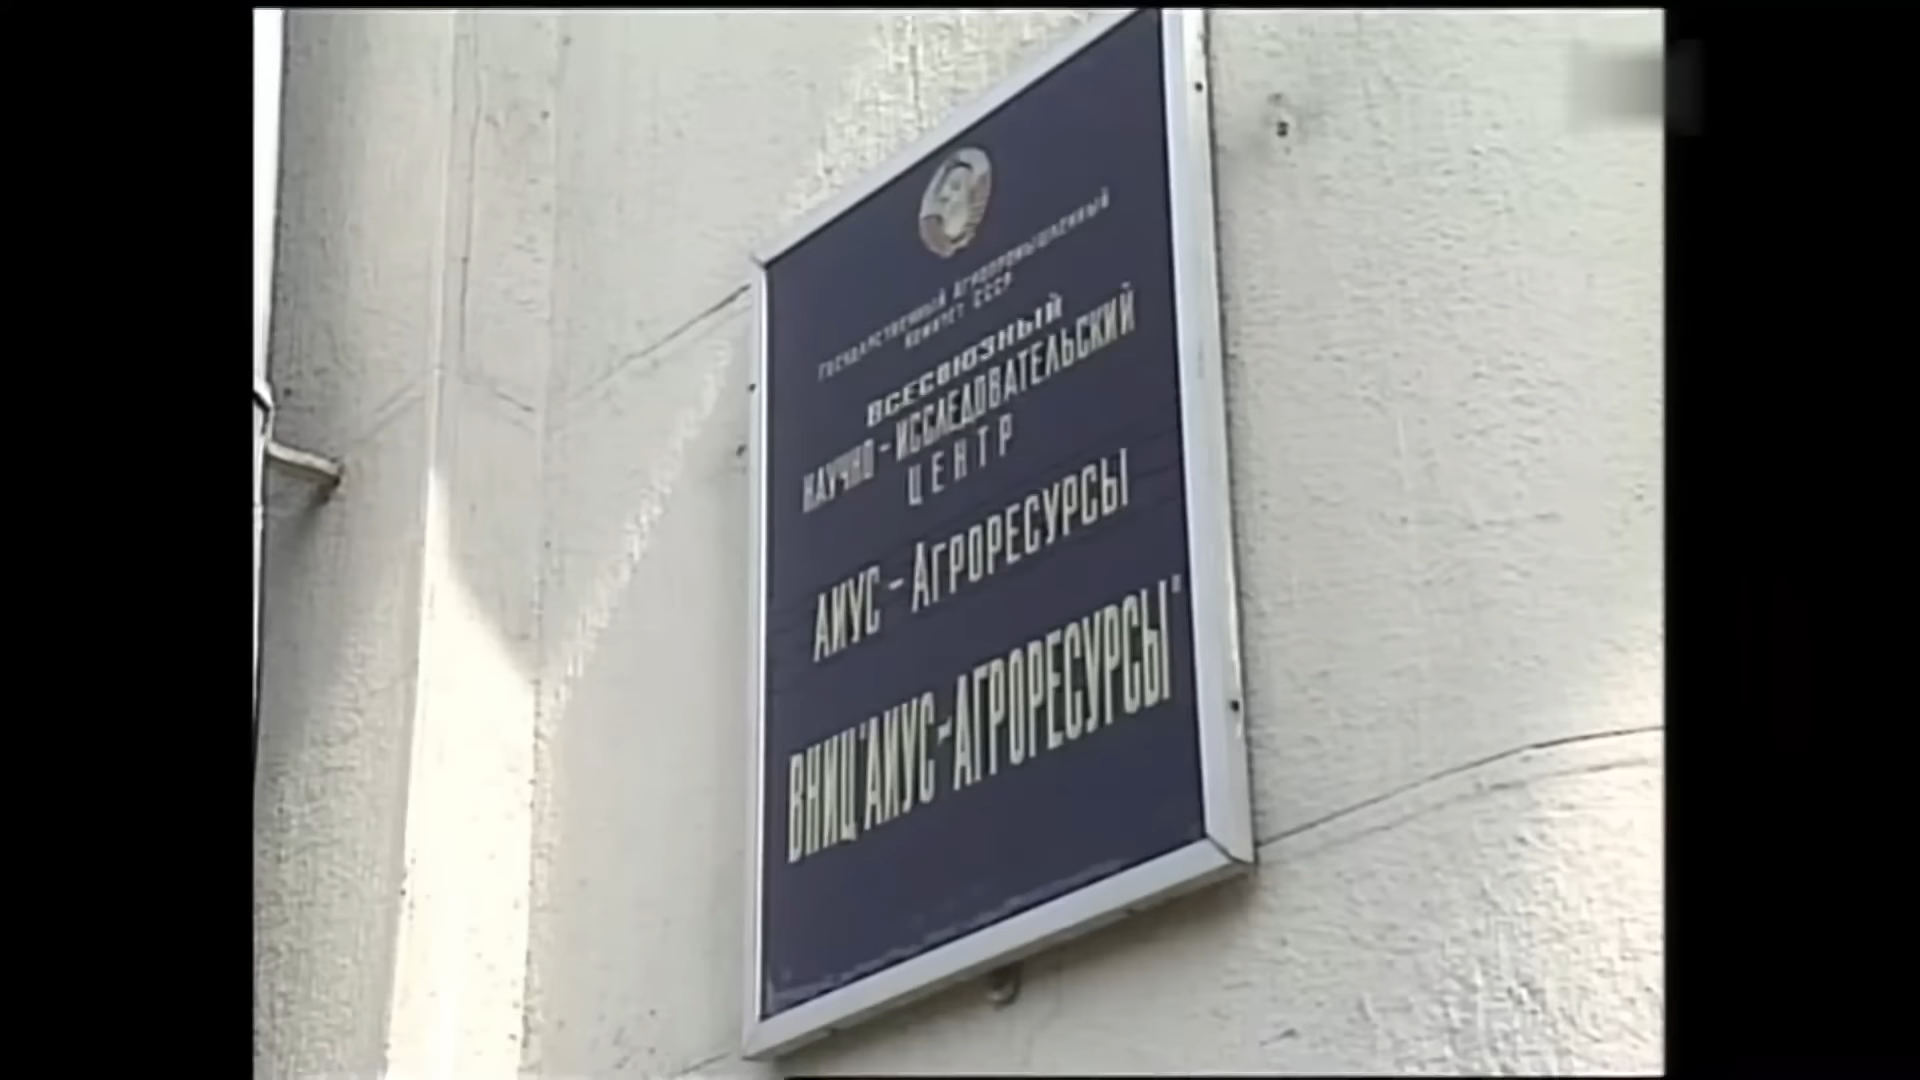 ГОСУДАРСТВЕННЫЙ АГРОПРОМЫШЛЕННЫЙ
КОМИТЕТ СССР
ВСЕСОЮЗНЫЙ
НАУЧНО-ИССЛЕДОВАТЕЛЬСКИЙ
ЦЕНТР
АИУС-АГРОРЕСУРСЫ
ВНИЦ"АИУС-АГРОРЕСУРСЫ"